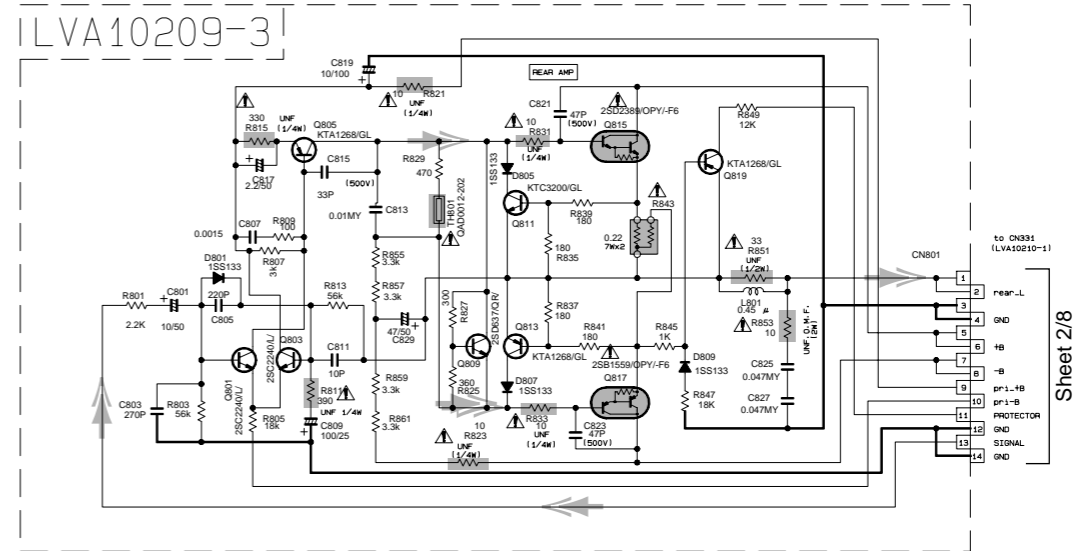 LVA10209-3
C819
10/100
+
10
R821
UNF
(1/4W)
REAR AMP
C821
47P
(500V)
10
R831
UNF
(1/4W)
2SD2389/OPY/-F6
Q815
R849
12K
330
R815
UNF
(1/4W)
Q805
KTA1268/GL
+
C817
2.2/50
C815
33P
(500V)
R829
470
1SS133
D805
KTC3200/GL
Q811
KTA1268/GL
Q819
R843
0.22
7Wx2
C813
0.01MY
TH801
QAD0012-202
R839
180
180
R835
C807
0.0015
R809
100
R807
3k
D801
1SS133
R855
3.3k
R857
3.3k
33
R851
UNF
(1/2W)
L801
0.45 μ
R853
10
UNF.O.M.F.
(2W)
to CN331
(LVA10210-1)
CN801
R801
2.2K
C801
+
10/50
220P
C805
R813
56k
+
47/50
C829
300
R827
2SD637/QR/
Q809
360
R825
R837
180
Q813
KTA1268/GL
R841
180
R845
1K
D809
1SS133
C825
0.047MY
C827
0.047MY
R847
18K
2SB1559/OPY/-F6
Q817
D807
1SS133
Q803
2SC2240/L/
Q801
2SC2240/L/
C811
10P
R811
390
UNF 1/4W
+
C809
100/25
R859
3.3k
R861
3.3k
C803
270P
R803
56k
R805
18k
10
R823
UNF
(1/4W)
R833
10
UNF
(1/4W)
C823
47P
(500V)
1
2 rear_L
3
4 GND
5
6 +B
7
8 -B
9 pri_+B
10 pri-B
11 PROTECTOR
12 GND
13 SIGNAL
14 GND
Sheet 2/8